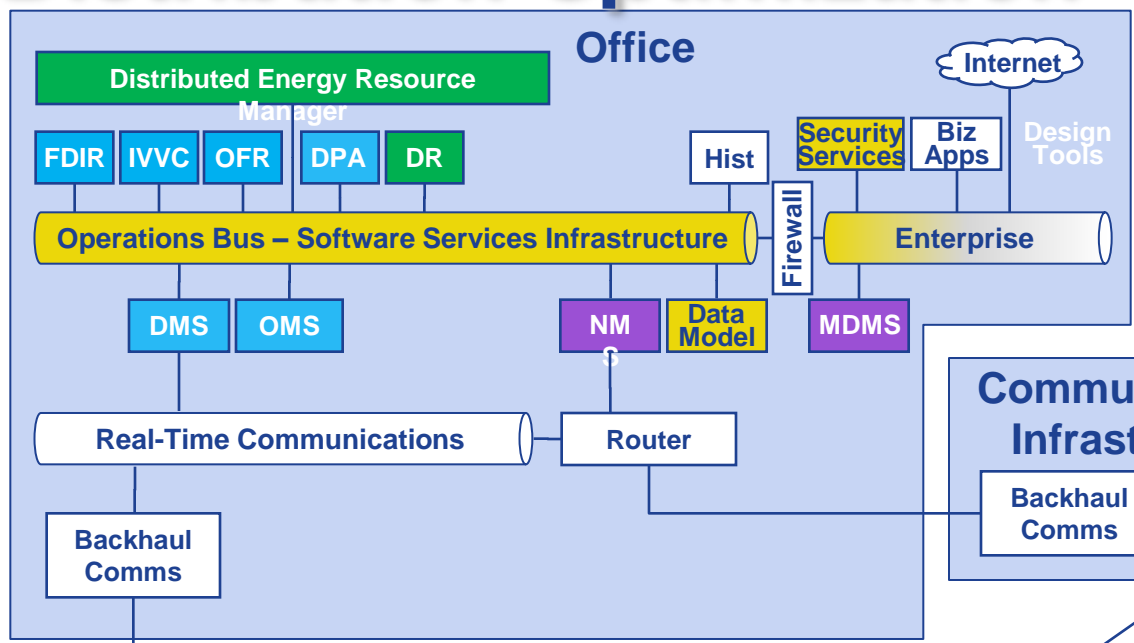 Office
Distributed Energy Resource
Manager
Internet
FDIR
IVVC
OFR
DPA
DR
Hist
Security
Services
Biz
Apps
Design
Tools
Operations Bus – Software Services Infrastructure
Firewall
Enterprise
DMS
OMS
NM
S
Data
Model
MDMS
Real-Time Communications
Router
Commu
Infrast
Backhaul
Comms
Backhaul
Comms